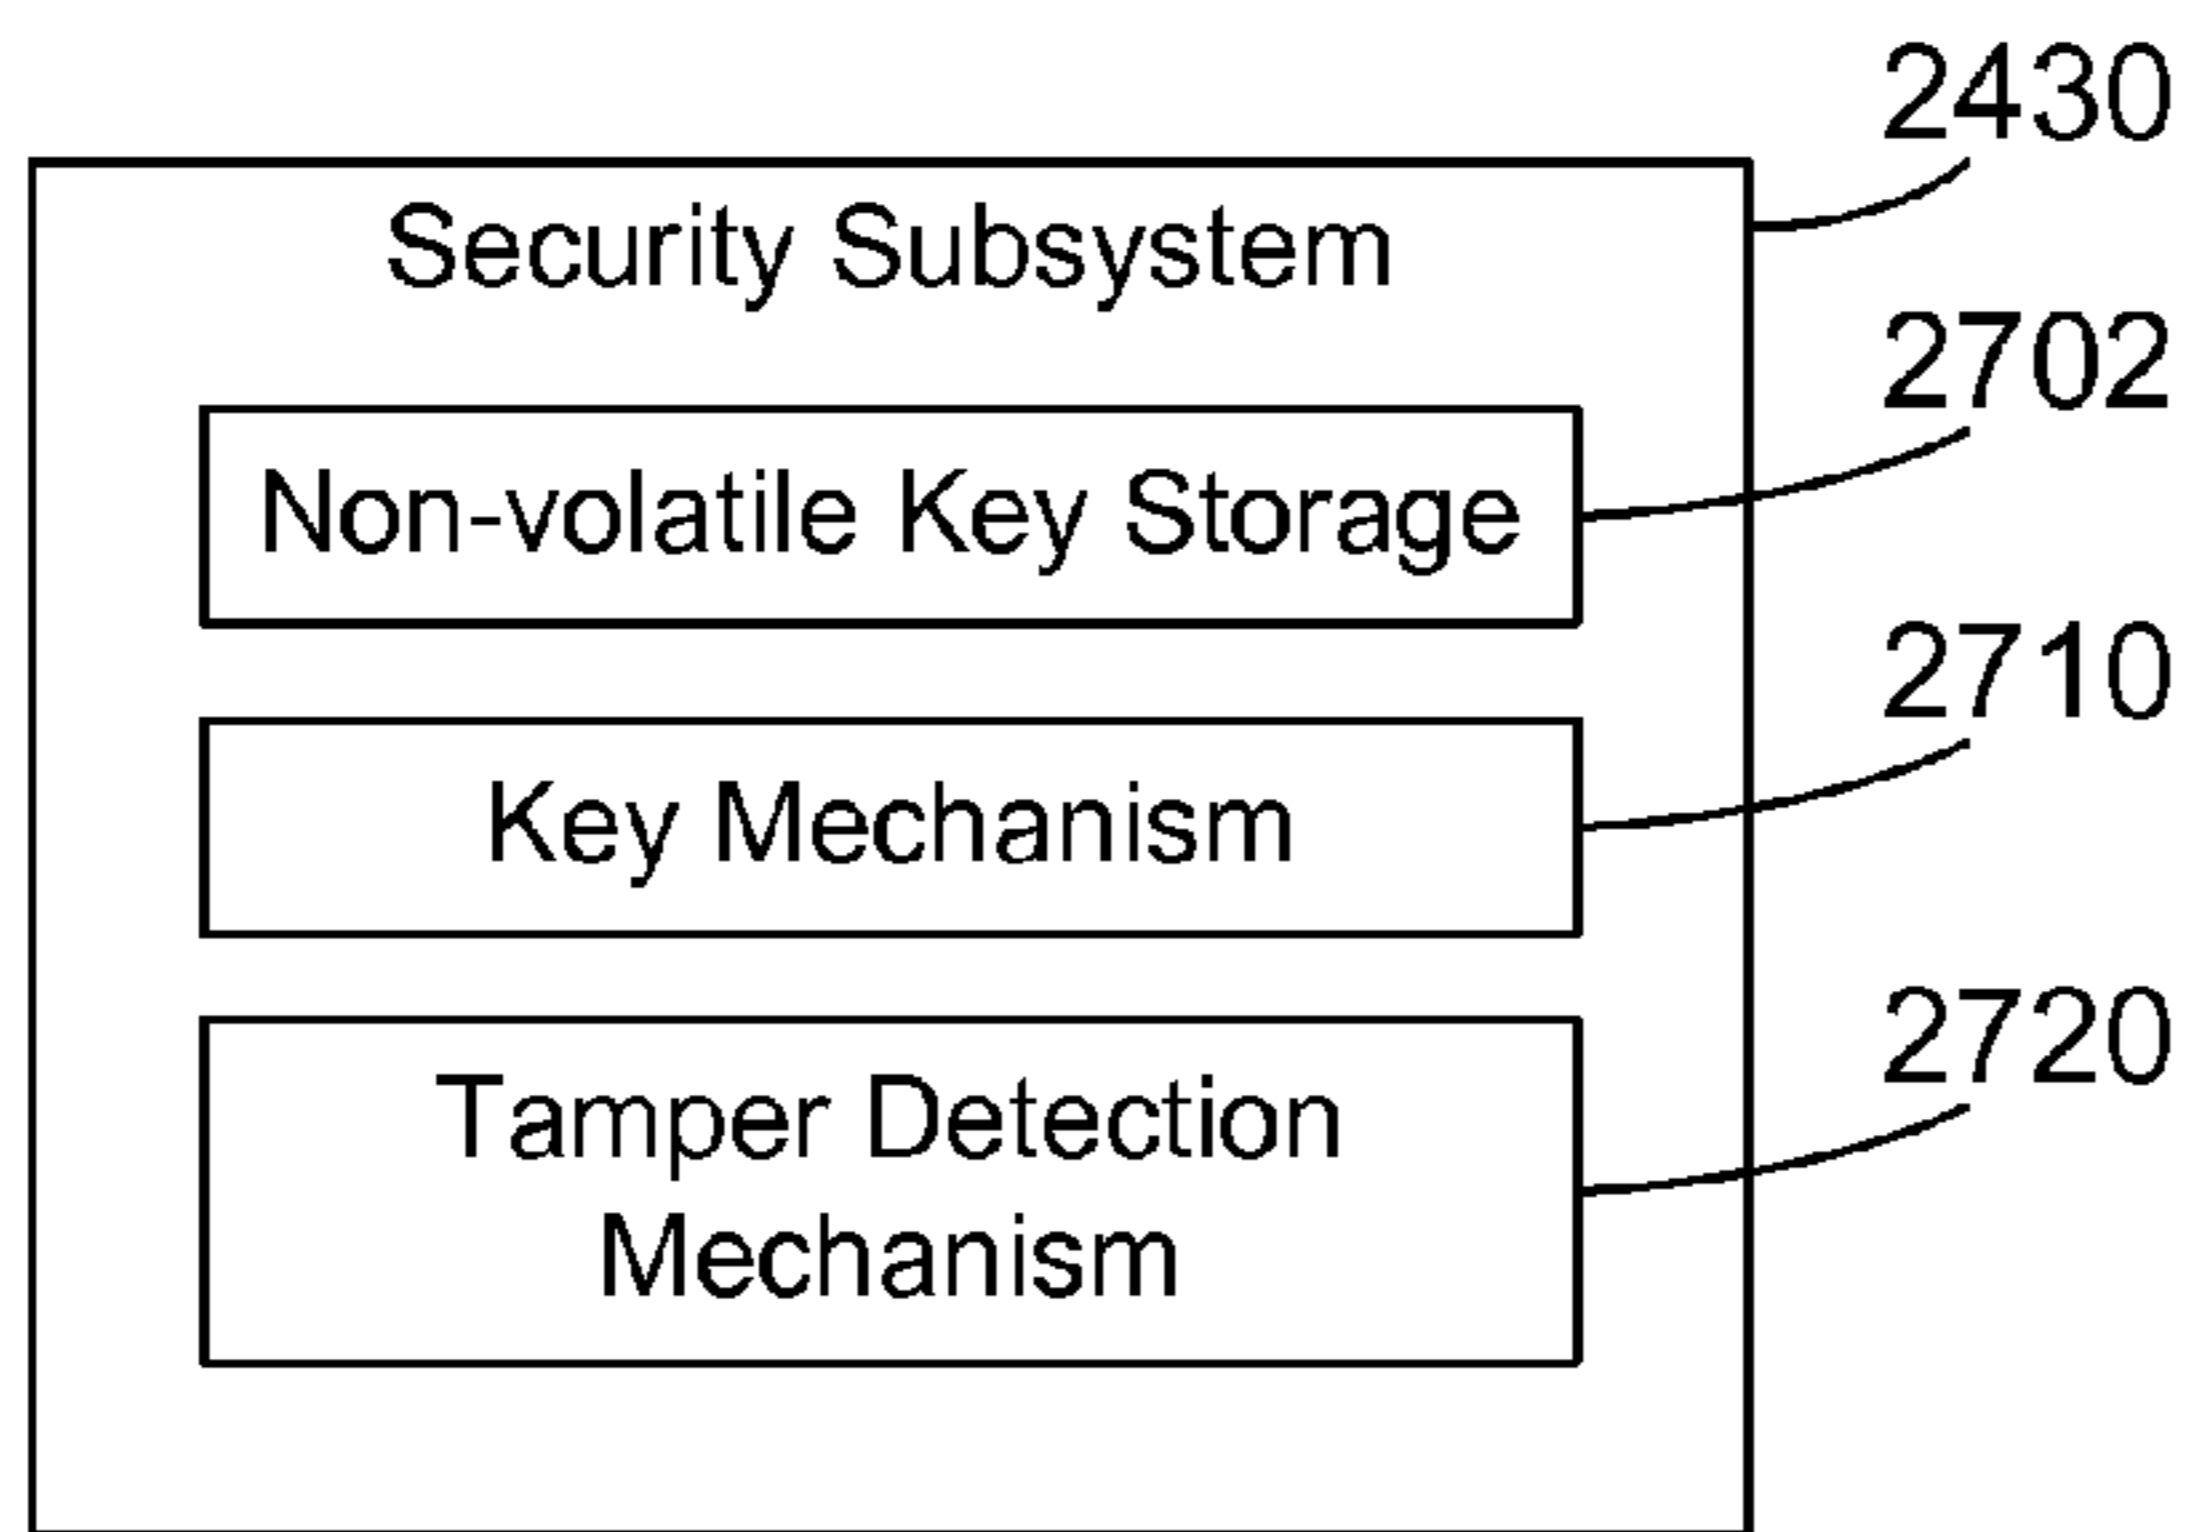 2430
Security Subsystem
2702
Non-volatile Key Storage
2710
Key Mechanism
2720
Tamper Detection
Mechanism